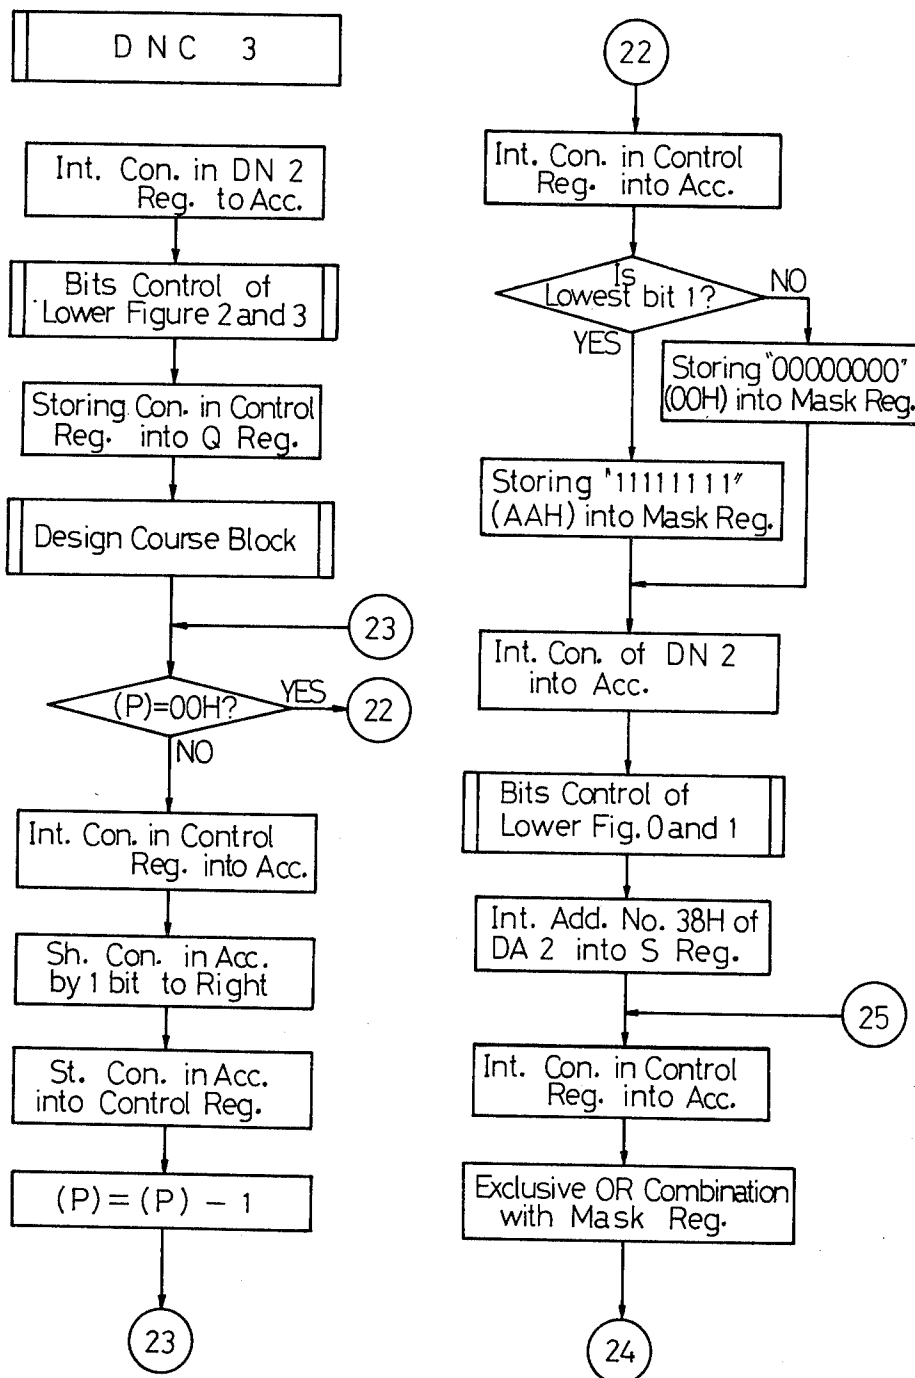 DNC 3
Int. Con. in DN 2
Reg. to Acc.
Bits Control of
Lower Figure 2 and 3
Storing Con. in Control
Reg. into Q Reg.
Design Course Block
23
(P)=00H?
YES
22
NO
Int. Con. in Control
Reg. into Acc.
Sh. Con. in Acc.
by 1 bit to Right
St. Con. in Acc.
into Control Reg.
(P) = (P) - 1
23
22
Int. Con. in Control
Reg. into Acc.
Is
Lowest bit 1?
NO
YES
Storing "00000000"
(00H) into Mask Reg.
Storing "11111111"
(AAH) into Mask Reg.
Int. Con. of DN 2
into Acc.
Bits Control of
Lower Fig. 0 and 1
Int. Add. No. 38H of
DA 2 into S Reg.
25
Int. Con. in Control
Reg. into Acc.
Exclusive OR Combination
with Mask Reg.
24